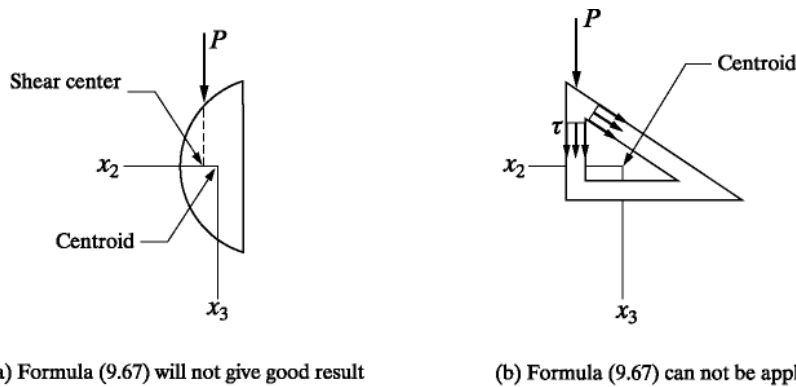 P
Shear center
x2
Centroid
x3
P
Centroid
τ
x2
x3
a) Formula (9.67) will not give good result
(b) Formula (9.67) can not be appl